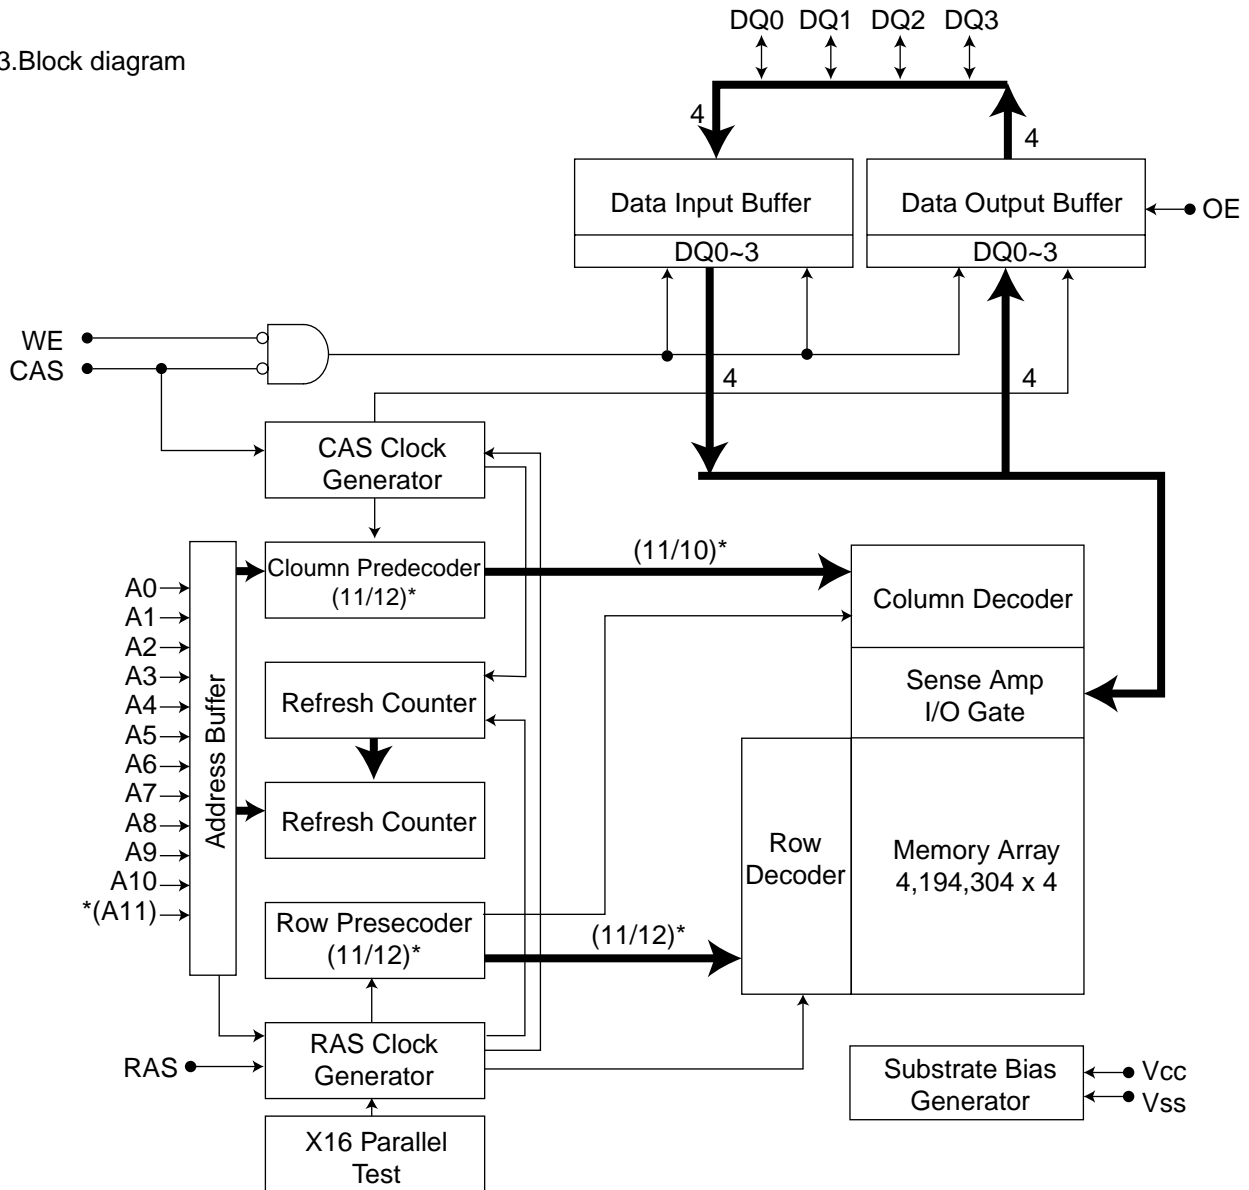 DQ0 DQ1 DQ2 DQ3
3.Block diagram
4
4
Data Input Buffer
DQ0~3
Data Output Buffer
DQ0~3
OE
WE
CAS
4
4
CAS Clock
Generator
Cloumn Predecoder
(11/12)*
(11/10)*
Column Decoder
A0
A1
A2
A3
A4
A5
A6
A7
A8
A9
A10
*(A11)
Address Buffer
Refresh Counter
Refresh Counter
Sense Amp
I/O Gate
Row
Decoder
Memory Array
4,194,304 x 4
Row Presecoder
(11/12)*
(11/12)*
RAS
RAS Clock
Generator
X16 Parallel
Test
Substrate Bias
Generator
Vcc
Vss